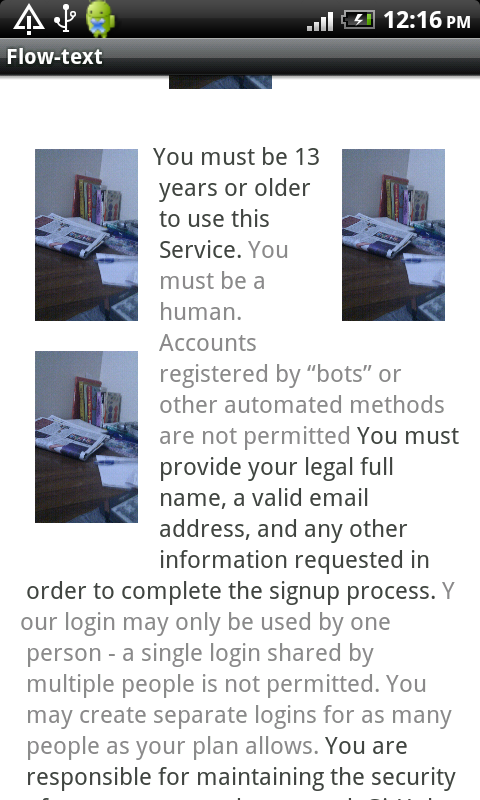 12:16 PM
Flow-text
You must be 13
years or older
to use this
Service. You
must be a
human.
Accounts
registered by “bots” or
other automated methods
are not permitted You must
provide your legal full
name, a valid email
address, and any other
information requested in
order to complete the signup process. Y
our login may only be used by one
person - a single login shared by
multiple people is not permitted. You
may create separate logins for as many
people as your plan allows. You are
responsible for maintaining the security